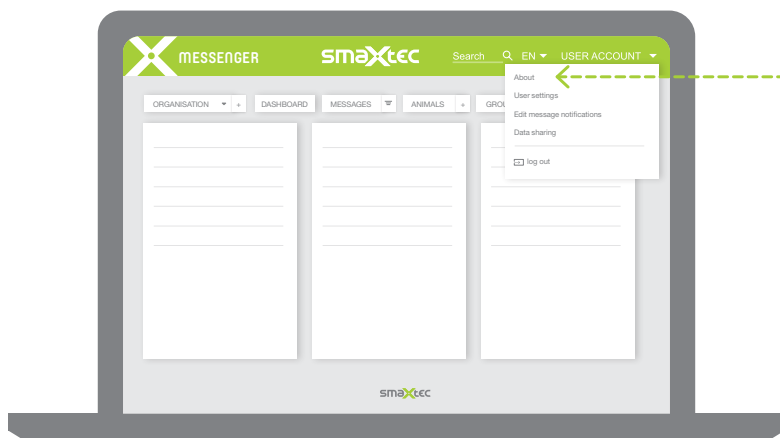 MESSENGER smaXtec Search EN USER ACCOUNT
About
User settings
Edit message notifications
Data sharing
log out
ORGANISATION + DASHBOARD MESSAGES ANIMALS + GROU
smaXtec